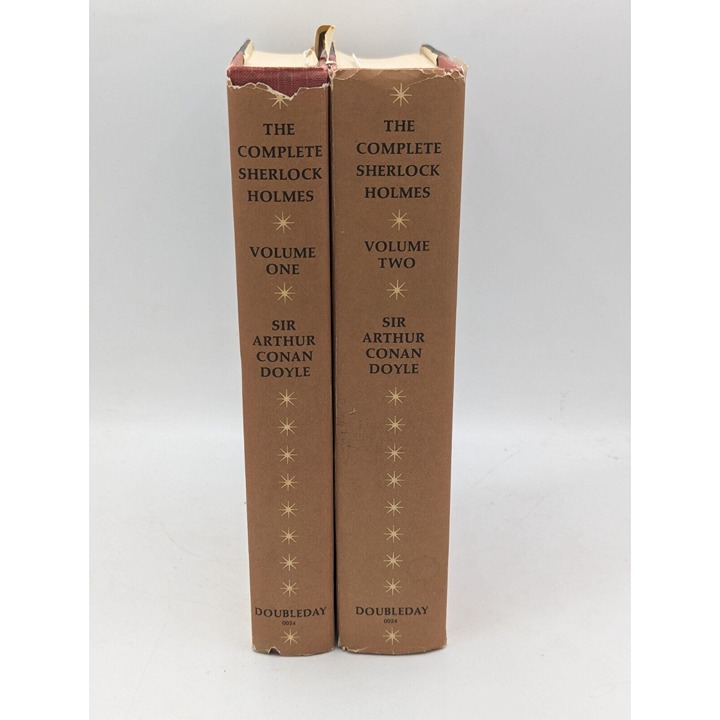 THE
COMPLETE
SHERLOCK
HOLMES
VOLUME
ONE
SIR
ARTHUR
CONAN
DOYLE
DOUBLEDAY
0024
THE
COMPLETE
SHERLOCK
HOLMES
VOLUME
TWO
SIR
ARTHUR
CONAN
DOYLE
DOUBLEDAY
0024